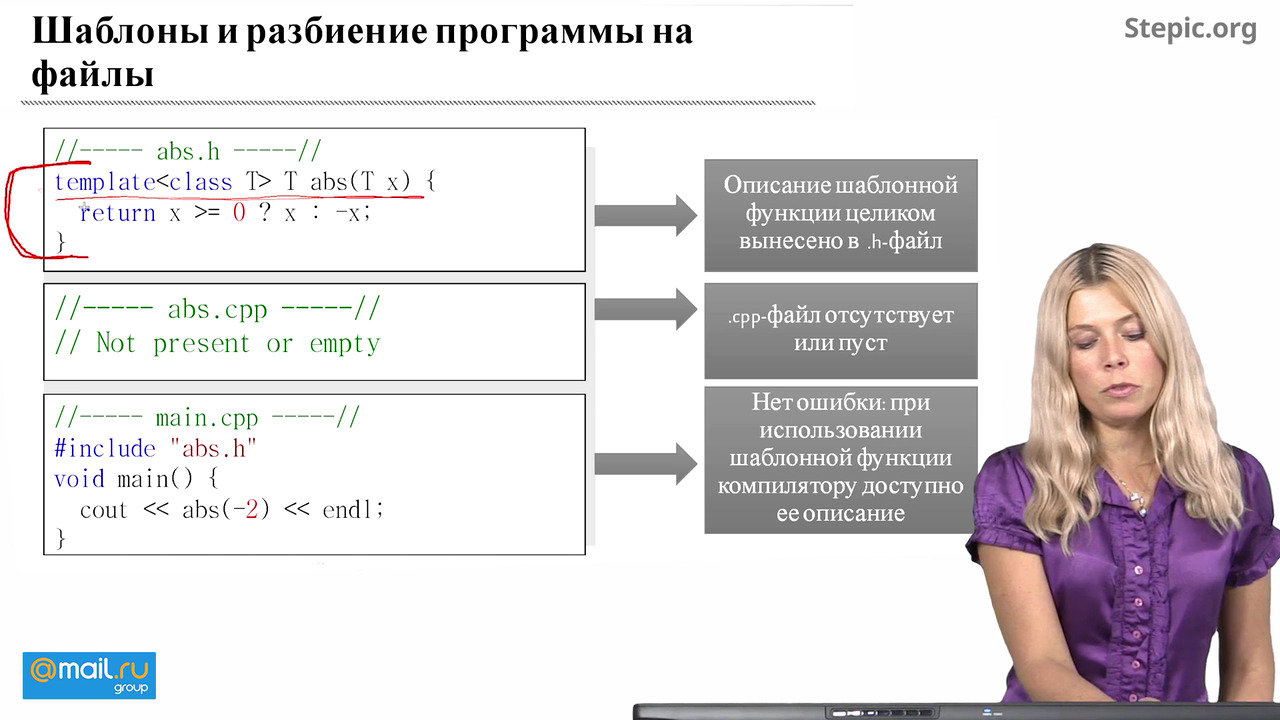 Шаблоны и разбиение программы на
файлы
Stepic.org
//----- abs.h -----//
template<class T> T abs(T x) {
return x >= 0 ? x : -x;
}
Описание шаблонной
функции целиком
вынесено в .h-файл
//----- abs.cpp -----//
// Not present or empty
.cpp-файл отсутствует
или пуст
//----- main.cpp -----//
#include "abs.h"
void main() {
cout << abs(-2) << endl;
}
Нет ошибки: при
использовании
шаблонной функции
компилятору доступно
ее описание
@mail.ru
group